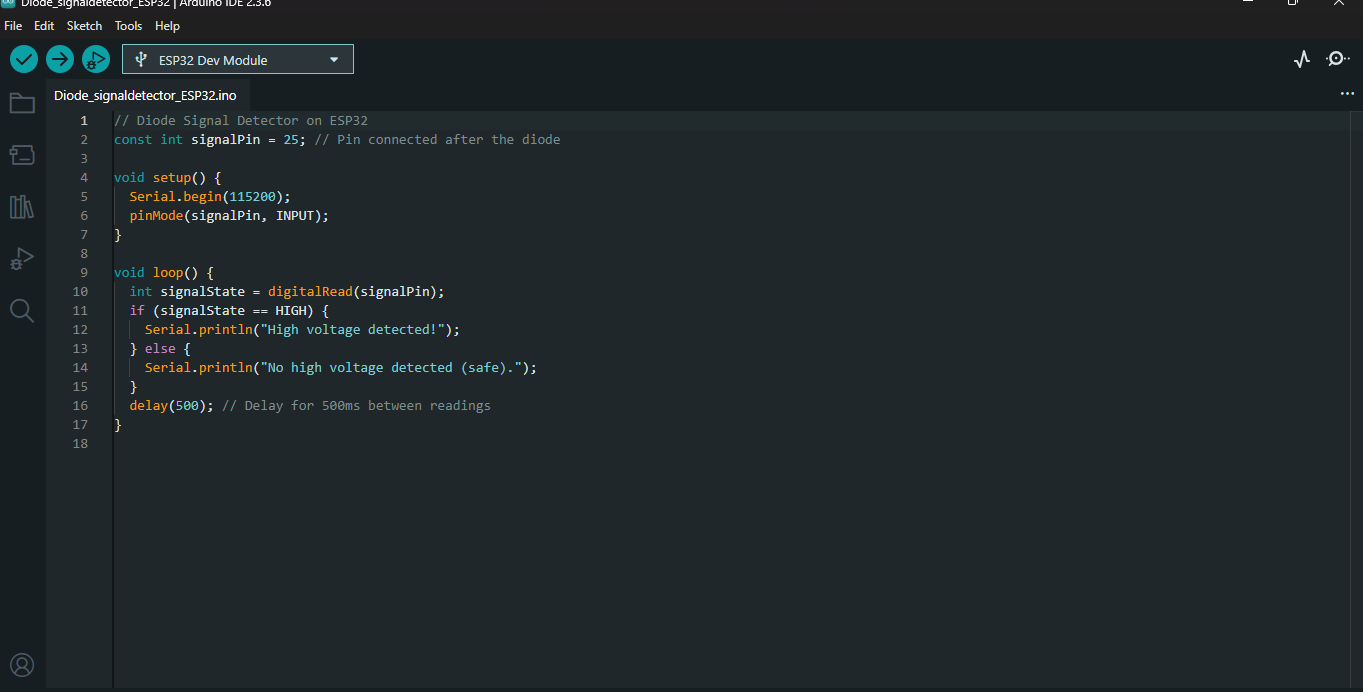 Diode_signaldetector_ESP32 | Arduino IDE 2.3.6
File Edit Sketch Tools Help
ESP32 Dev Module
Diode_signaldetector_ESP32.ino
1 // Diode Signal Detector on ESP32
2 const int signalPin = 25; // Pin connected after the diode
3
4 void setup() {
5   Serial.begin(115200);
6   pinMode(signalPin, INPUT);
7 }
8
9 void loop() {
10   int signalState = digitalRead(signalPin);
11   if (signalState == HIGH) {
12     Serial.println("High voltage detected!");
13   } else {
14     Serial.println("No high voltage detected (safe).");
15   }
16   delay(500); // Delay for 500ms between readings
17 }
18